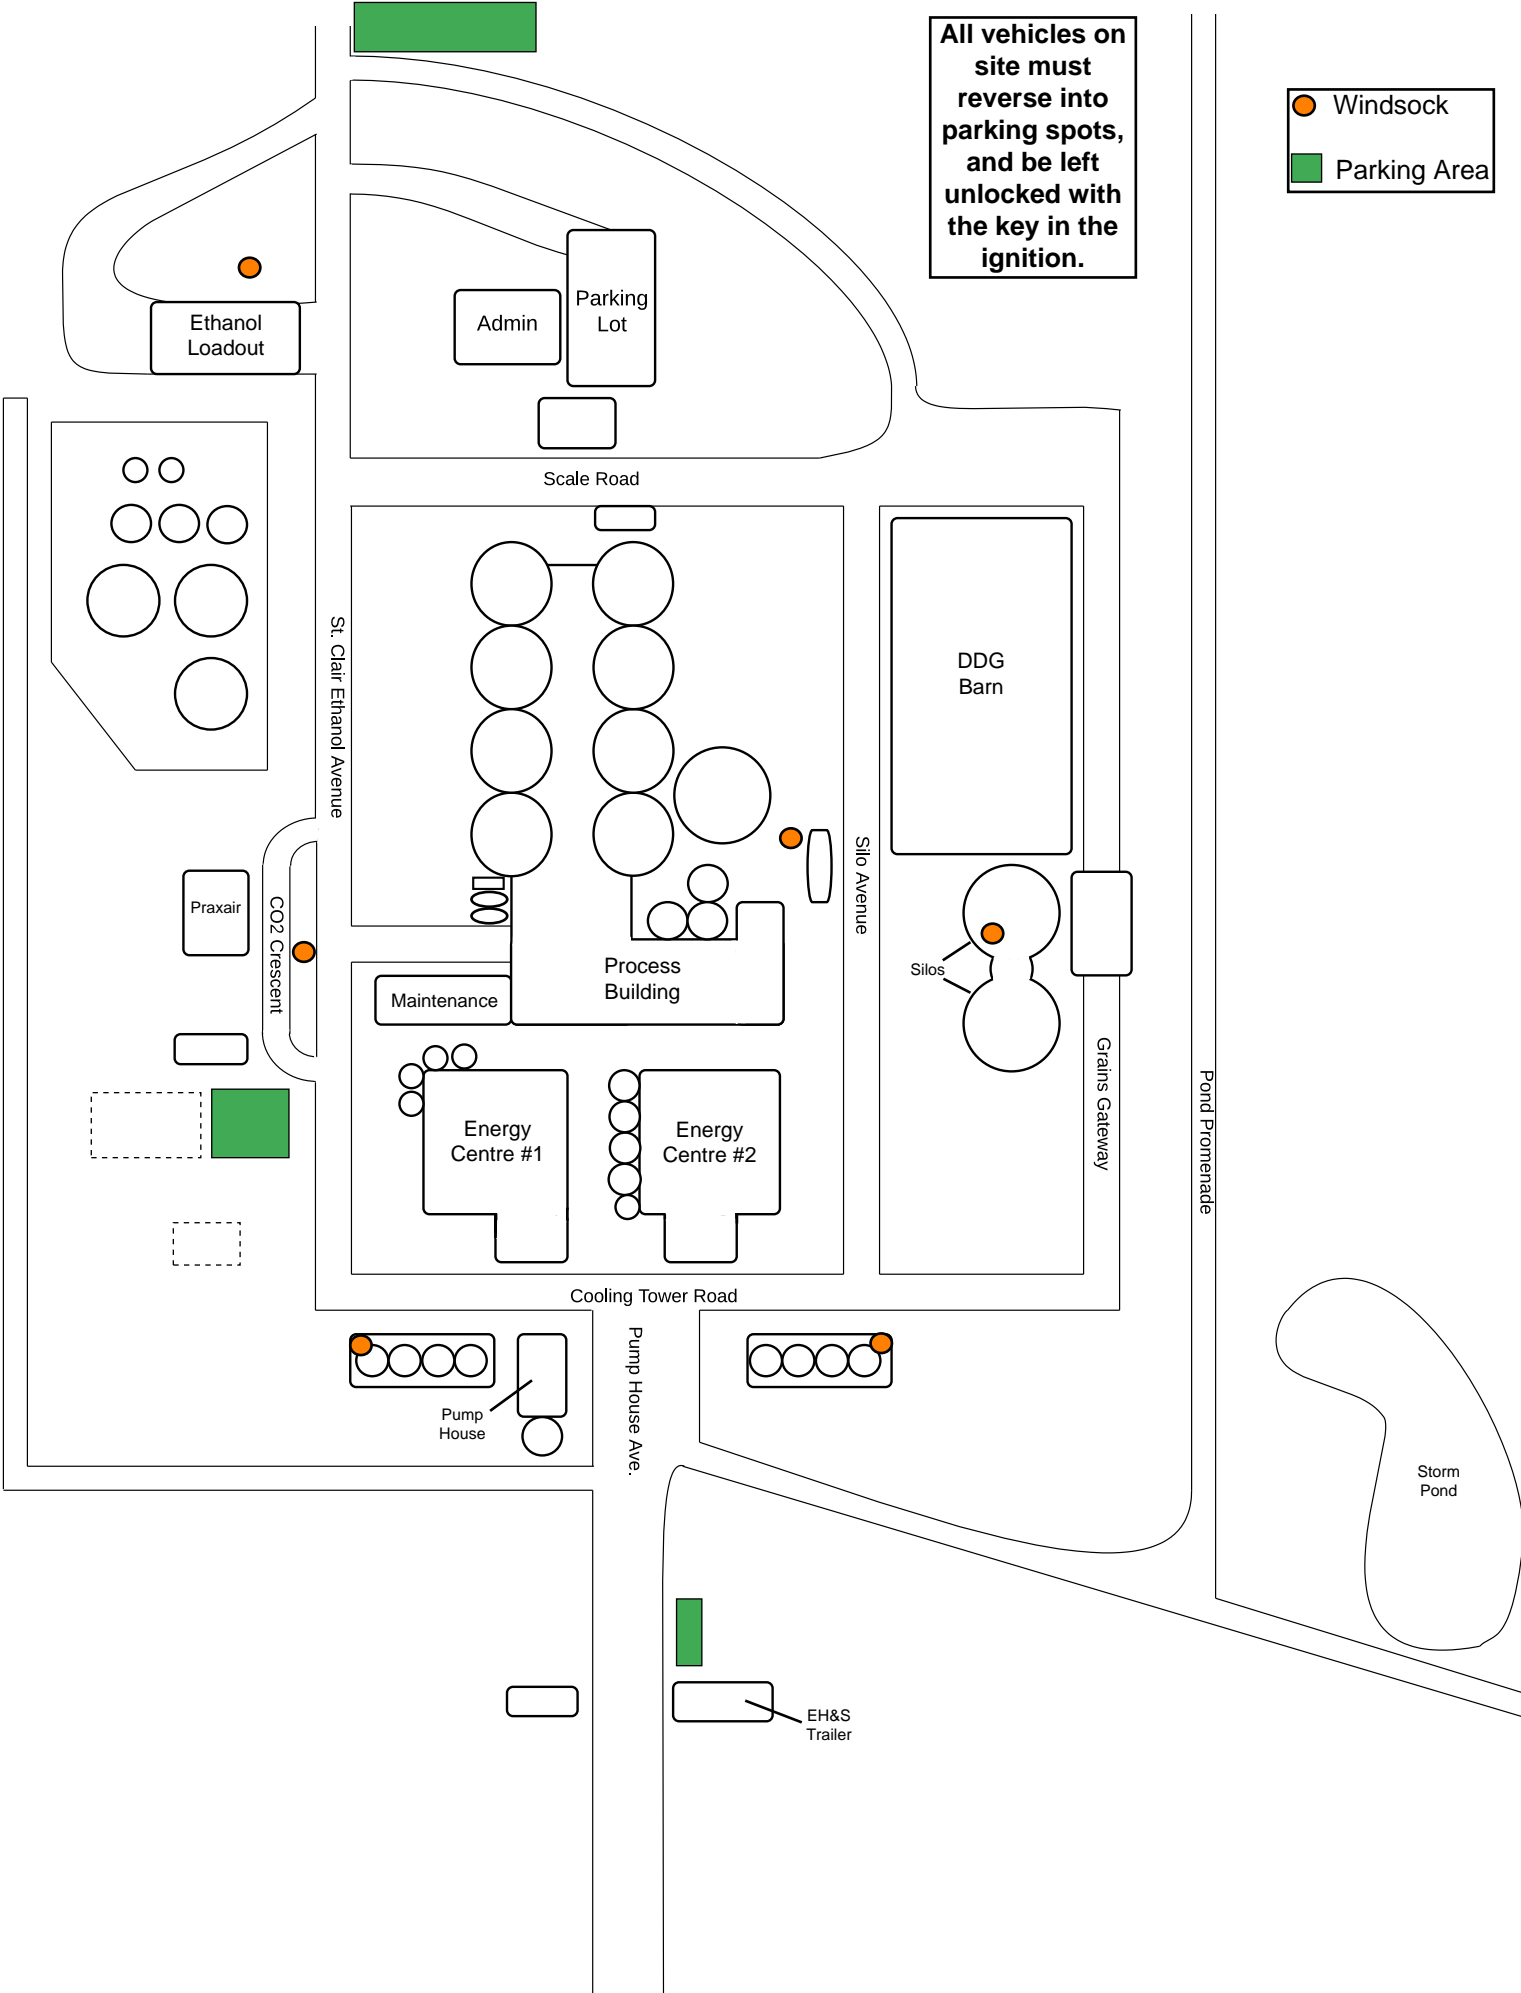 All vehicles on
site must
reverse into
parking spots,
and be left
unlocked with
the key in the
ignition.
Windsock
Parking Area
Ethanol
Loadout
Admin
Parking
Lot
Scale Road
St. Clair Ethanol Avenue
DDG
Barn
Silo Avenue
Praxair
CO2 Crescent
Process
Building
Maintenance
Silos
Grains Gateway
Pond Promenade
Energy
Centre #1
Energy
Centre #2
Cooling Tower Road
Pump House Ave.
Pump
House
Storm
Pond
EH&S
Trailer